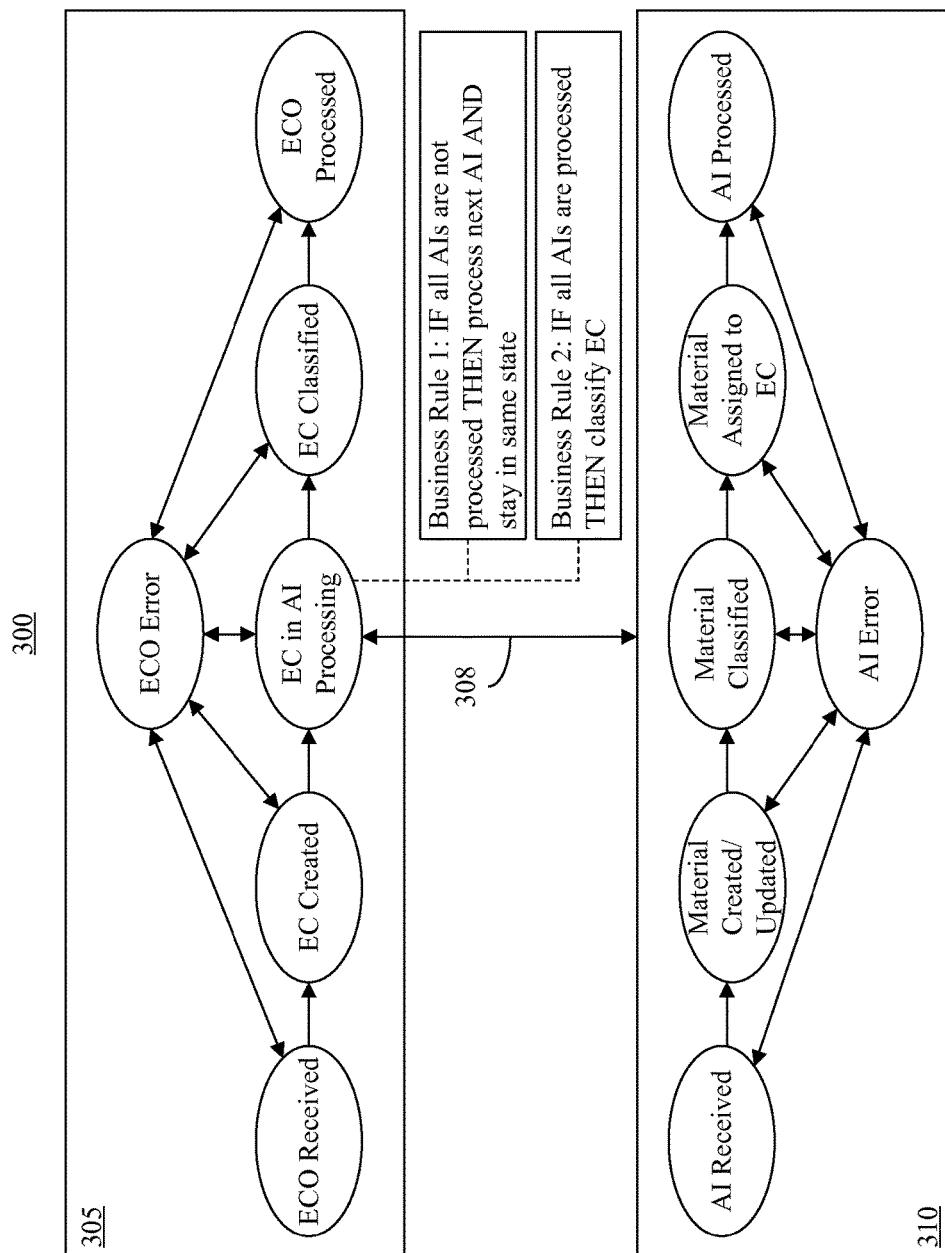 300
305
ECO Error
ECO Received
EC Created
EC in AI
Processing
EC Classified
ECO
Processed
308
Business Rule 1: IF all AIs are not
processed THEN process next AI AND
stay in same state
Business Rule 2: IF all AIs are processed
THEN classify EC
310
AI Received
Material
Created/
Updated
Material
Classified
Material
Assigned to
EC
AI Processed
AI Error